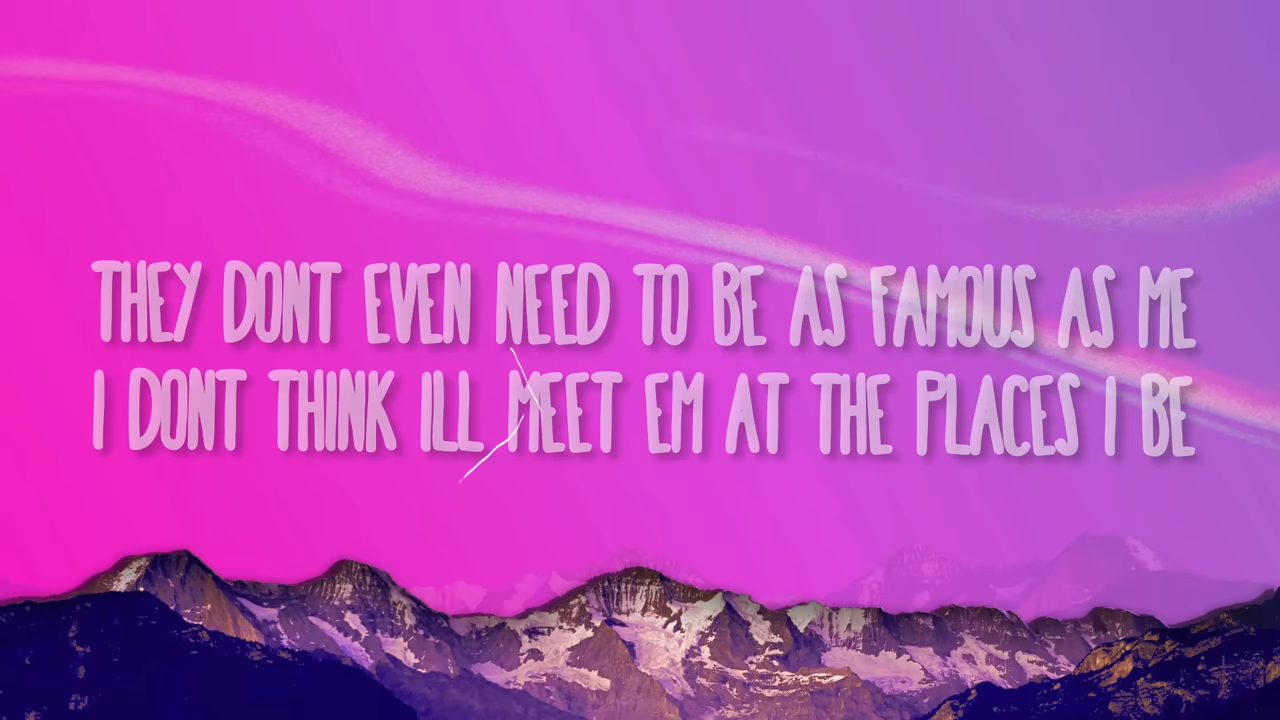 THEY DONT EVEN NEED TO BE AS FAMOUS AS ME
I DONT THINK ILL MEET EM AT THE PLACES I BE